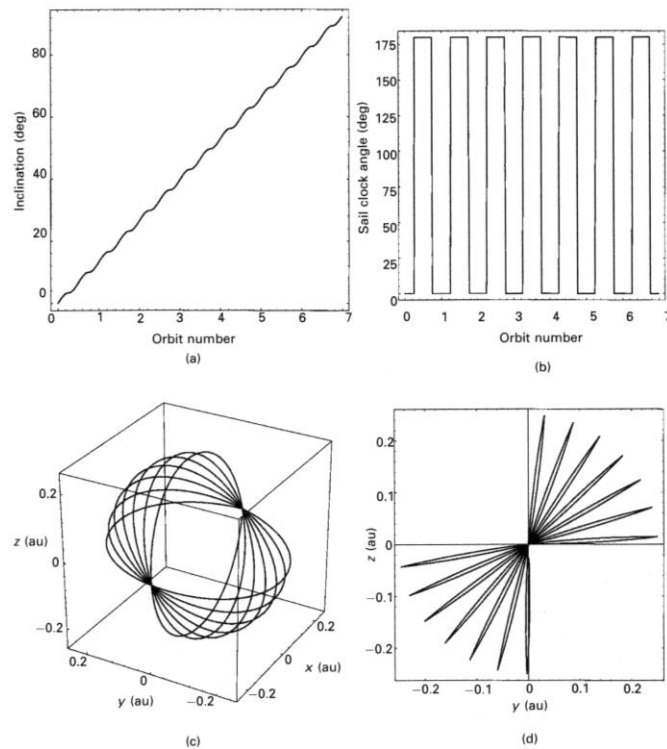 80
60
40
20
0
Inclination (deg)
0 1 2 3 4 5 6 7
Orbit number
(a)
175
150
125
100
75
50
25
0
Sail clock angle (deg)
0 1 2 3 4 5 6 7
Orbit number
(b)
0.2
z (au) 0
−0.2
0.2
0
y (au)
−0.2
−0.2
0
x (au)
0.2
(c)
0.2
0.1
0
−0.1
−0.2
z (au)
−0.2 −0.1 0 0.1 0.2
y (au)
(d)